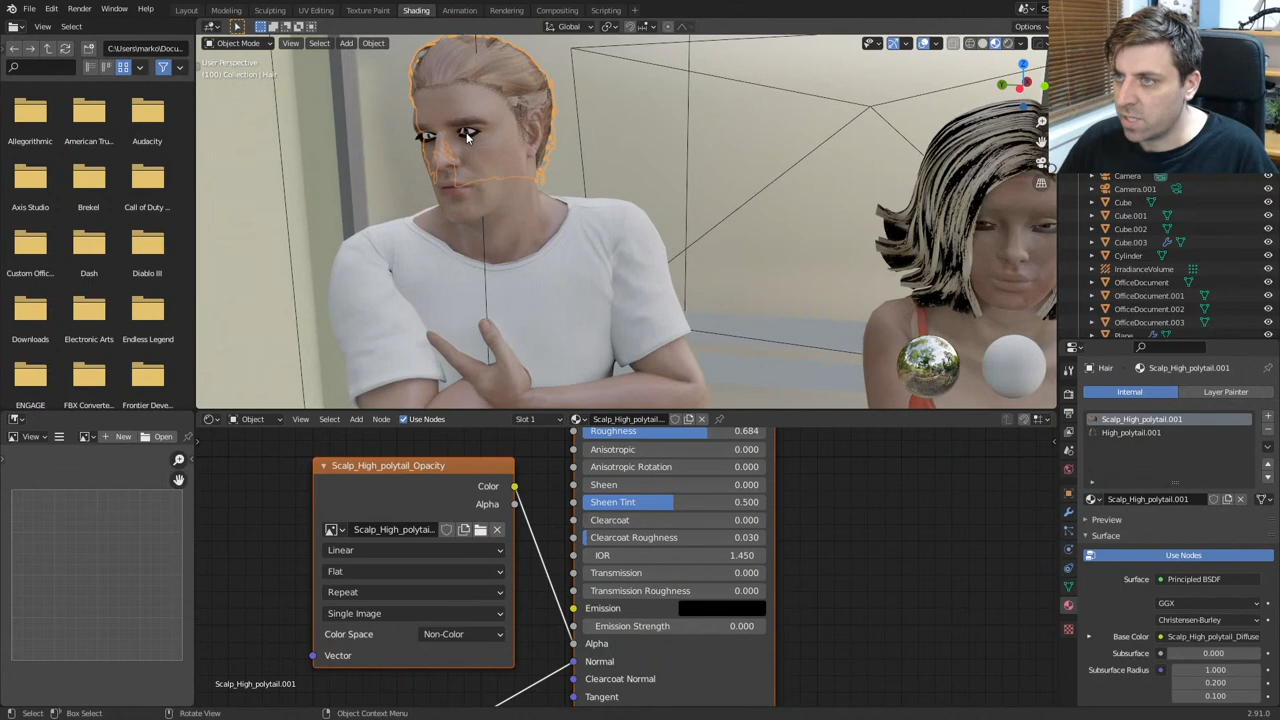 File Edit Render Window Help Layout Modeling Sculpting UV Editing Texture Paint Shading Animation Rendering Compositing Scripting +
View Select
C:\Users\marko\Docu...
Allegorithmic American Tru... Audacity
Axis Studio Brekel Call of Duty ...
Custom Offic... Dash Diablo III
Downloads Electronic Arts Endless Legend
ENGAGE FBX Converte... Frontier Deve...
Global
Options
Object Mode View Select Add Object
User Perspective
(100) Collection | Hair
Z
Y
X
Camera
Camera.001
Cube
Cube.001
Cube.002
Cube.003
Cylinder
IrradianceVolume
OfficeDocument
OfficeDocument.001
OfficeDocument.002
OfficeDocument.003
Plane
View + New Open
Object View Select Add Node Use Nodes Slot 1 Scalp_High_polytail....
Scalp_High_polytail_Opacity
Color
Alpha
Scalp_High_polytai...
Linear
Flat
Repeat
Single Image
Color Space Non-Color
Vector
Scalp_High_polytail.001
Roughness 0.684
Anisotropic 0.000
Anisotropic Rotation 0.000
Sheen 0.000
Sheen Tint 0.500
Clearcoat 0.000
Clearcoat Roughness 0.030
IOR 1.450
Transmission 0.000
Transmission Roughness 0.000
Emission
Emission Strength 0.000
Alpha
Normal
Clearcoat Normal
Tangent
Hair Scalp_High_polytail.001
Internal Layer Painter
Scalp_High_polytail.001
High_polytail.001
Scalp_High_polytail.001
Preview
Surface
Use Nodes
Surface Principled BSDF
GGX
Christensen-Burley
Base Color Scalp_High_polytail_Diffuse
Subsurface 0.000
Subsurface Radius 1.000
0.200
0.100
Select Box Select Rotate View Object Context Menu 2.91.0